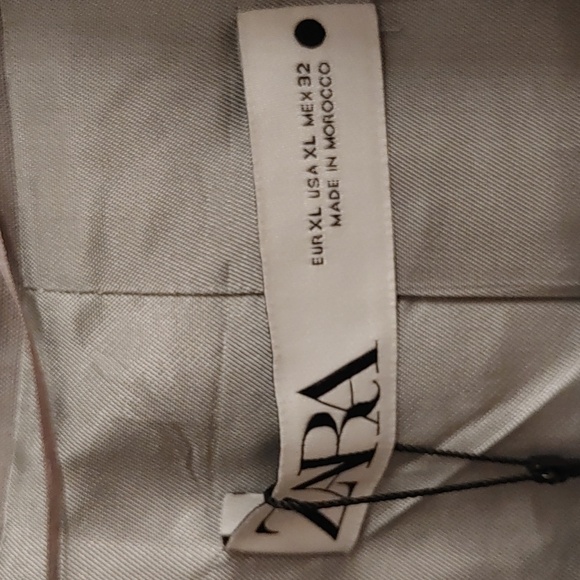 ZARA
EUR XL USA XL MEX 32
MADE IN MOROCCO